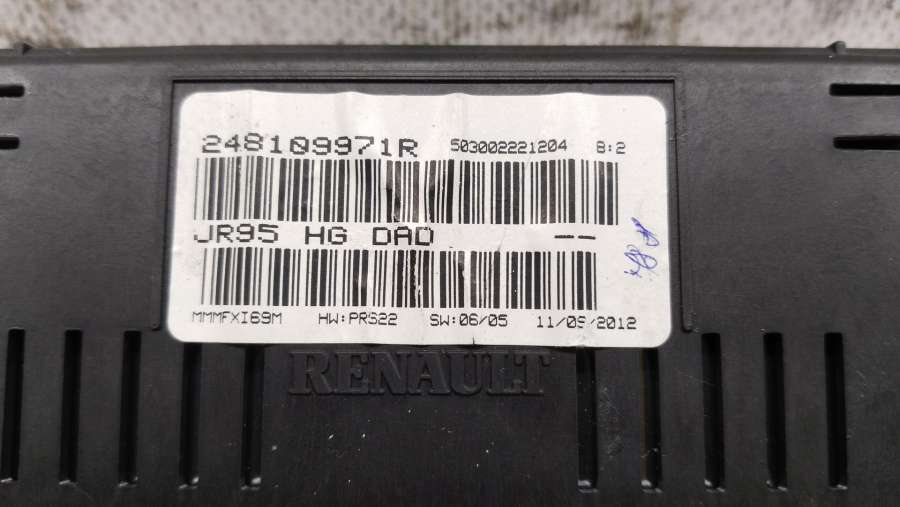 248109971R 503002221204 B:2
JR95 HG DAD --
MMMFXI69M HW:PRS22 SW:06/05 11/09/2012
RENAULT